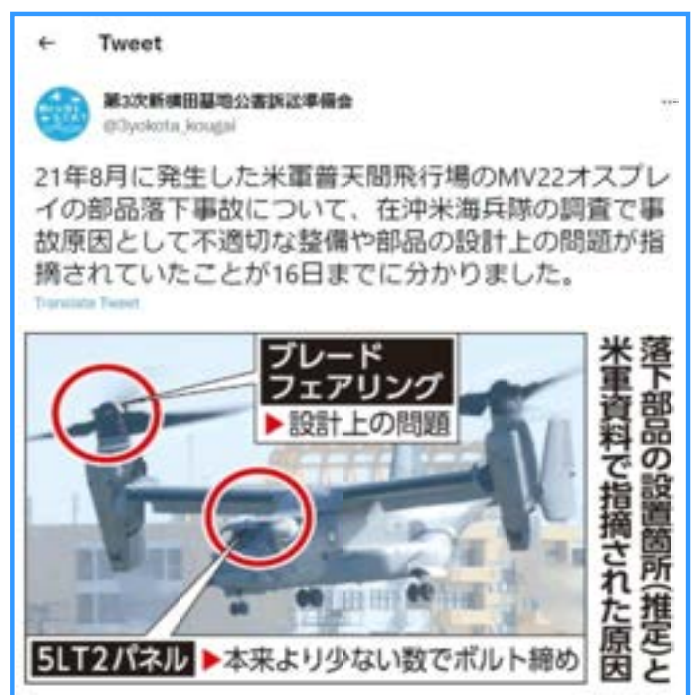 ← Tweet
第3次新横田基地公害訴訟準備会
@3yokota_kougai
21年8月に発生した米軍普天間飛行場のMV22オスプレ
イの部品落下事故について、在沖米海兵隊の調査で事
故原因として不適切な整備や部品の設計上の問題が指
摘されていたことが16日までに分かりました。
Translate Tweet
落下部品の設置箇所(推定)と
米軍資料で指摘された原因
ブレード
フェアリング
▶設計上の問題
5LT2パネル ▶本来より少ない数でボルト締め